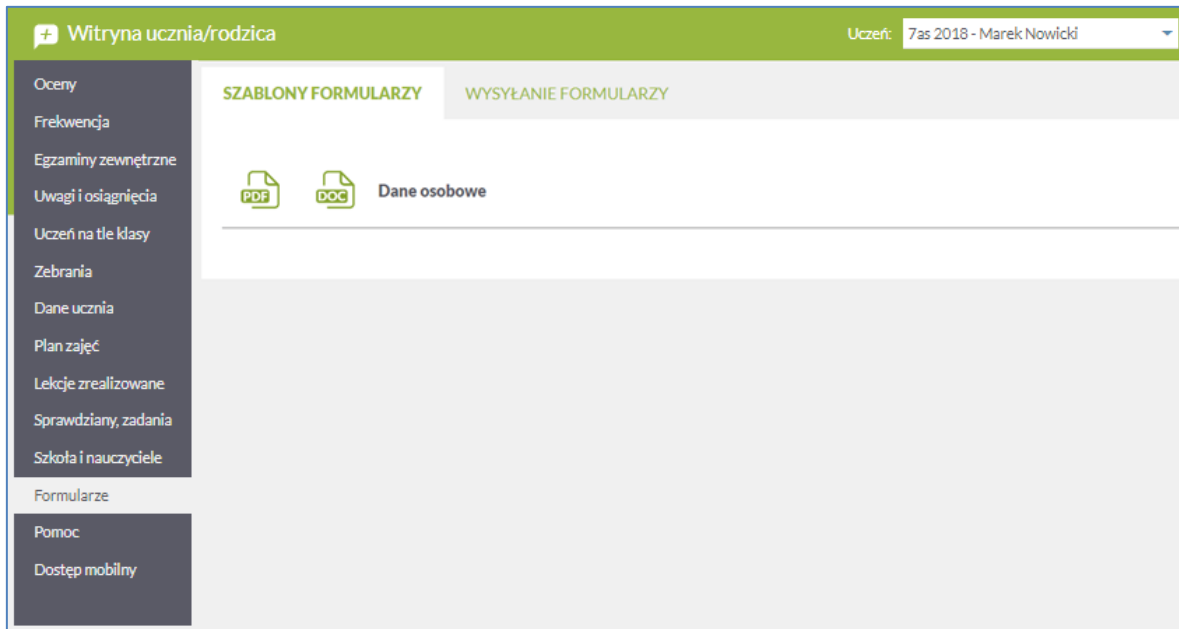 Witryna ucznia/rodzica
Uczeń: 7as 2018 - Marek Nowicki
Oceny
Frekwencja
Egzaminy zewnętrzne
Uwagi i osiągnięcia
Uczeń na tle klasy
Zebrania
Dane ucznia
Plan zajęć
Lekcje zrealizowane
Sprawdziany, zadania
Szkoła i nauczyciele
Formularze
Pomoc
Dostęp mobilny
SZABLONY FORMULARZY
WYSYŁANIE FORMULARZY
PDF DOC Dane osobowe